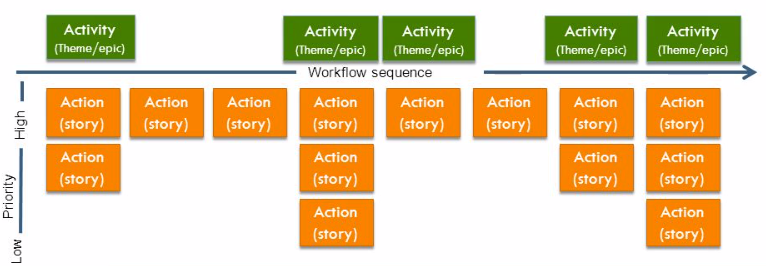 Activity
(Theme/epic)
Activity
(Theme/epic)
Activity
(Theme/epic)
Activity
(Theme/epic)
Activity
(Theme/epic)
Workflow sequence
High
Priority
Low
Action
(story)
Action
(story)
Action
(story)
Action
(story)
Action
(story)
Action
(story)
Action
(story)
Action
(story)
Action
(story)
Action
(story)
Action
(story)
Action
(story)
Action
(story)
Action
(story)